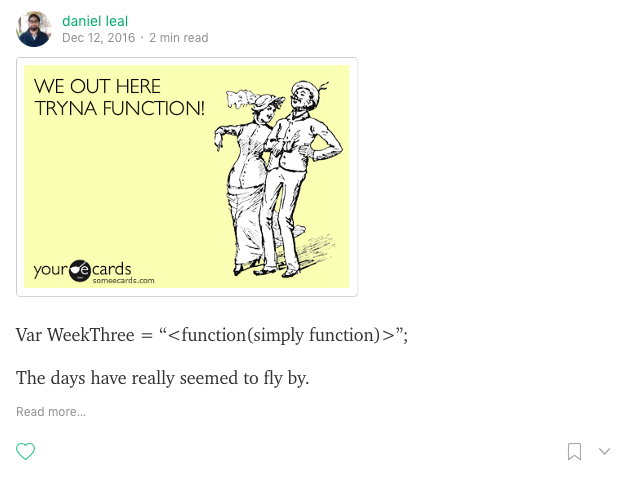 daniel leal
Dec 12, 2016 · 2 min read
WE OUT HERE
TRYNA FUNCTION!
your e cards
someecards.com
Var WeekThree = “<function(simply function)>”;
The days have really seemed to fly by.
Read more...